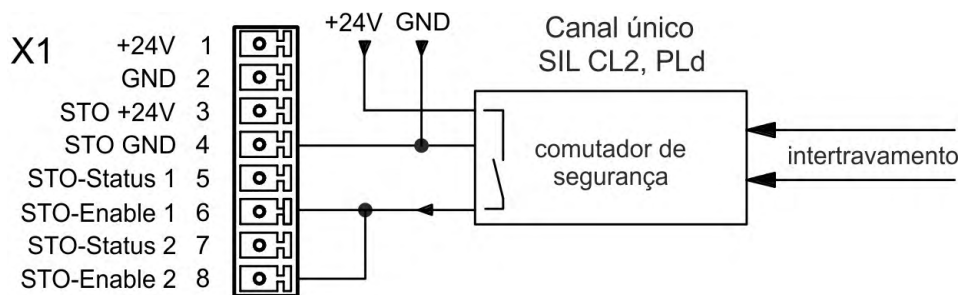 X1
+24V 1
GND 2
STO +24V 3
STO GND 4
STO-Status 1 5
STO-Enable 1 6
STO-Status 2 7
STO-Enable 2 8
+24V GND
Canal único
SIL CL2, PLd
comutador de
segurança
intertravamento